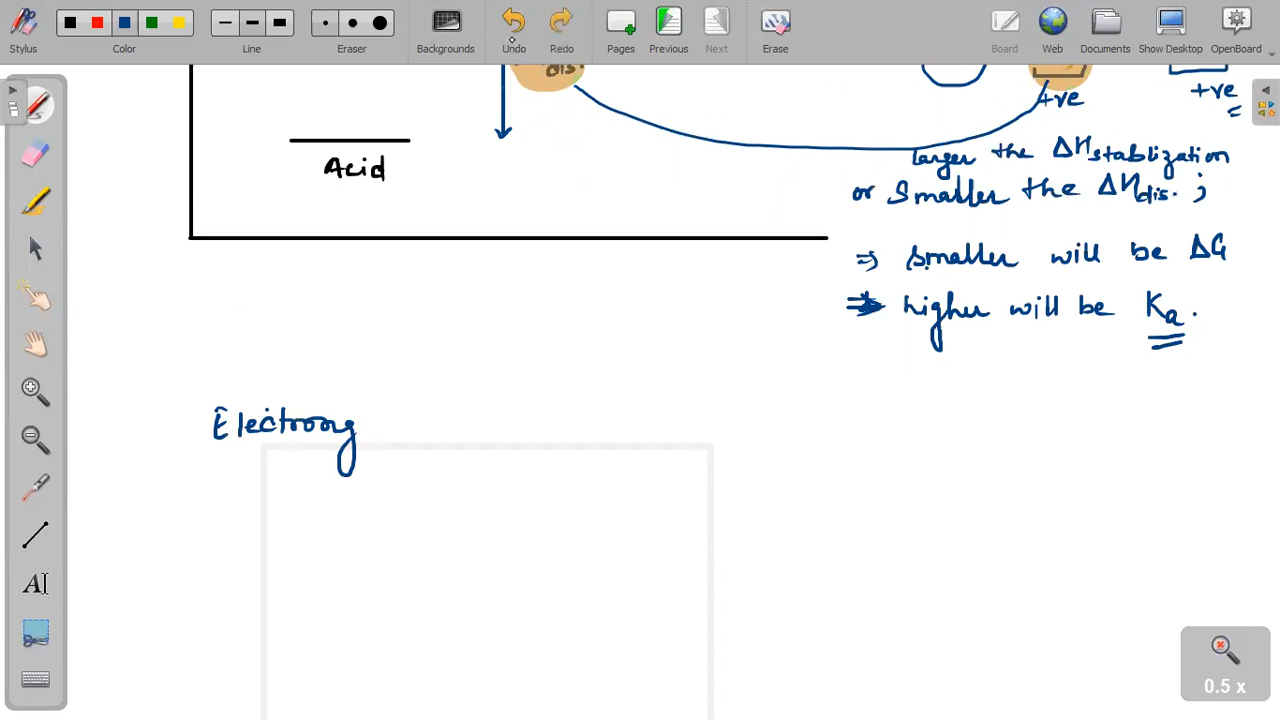 Stylus
Color
Line
Eraser
Backgrounds
Undo
Redo
Pages
Previous
Next
Erase
Board
Web
Documents
Show Desktop
OpenBoard
dis.
+ve
+ve
Acid
larger the ΔHstablization
or Smaller the ΔHdis. ;
⇒ smaller will be ΔG
⇒ higher will be Ka.
Electroong
0.5 x